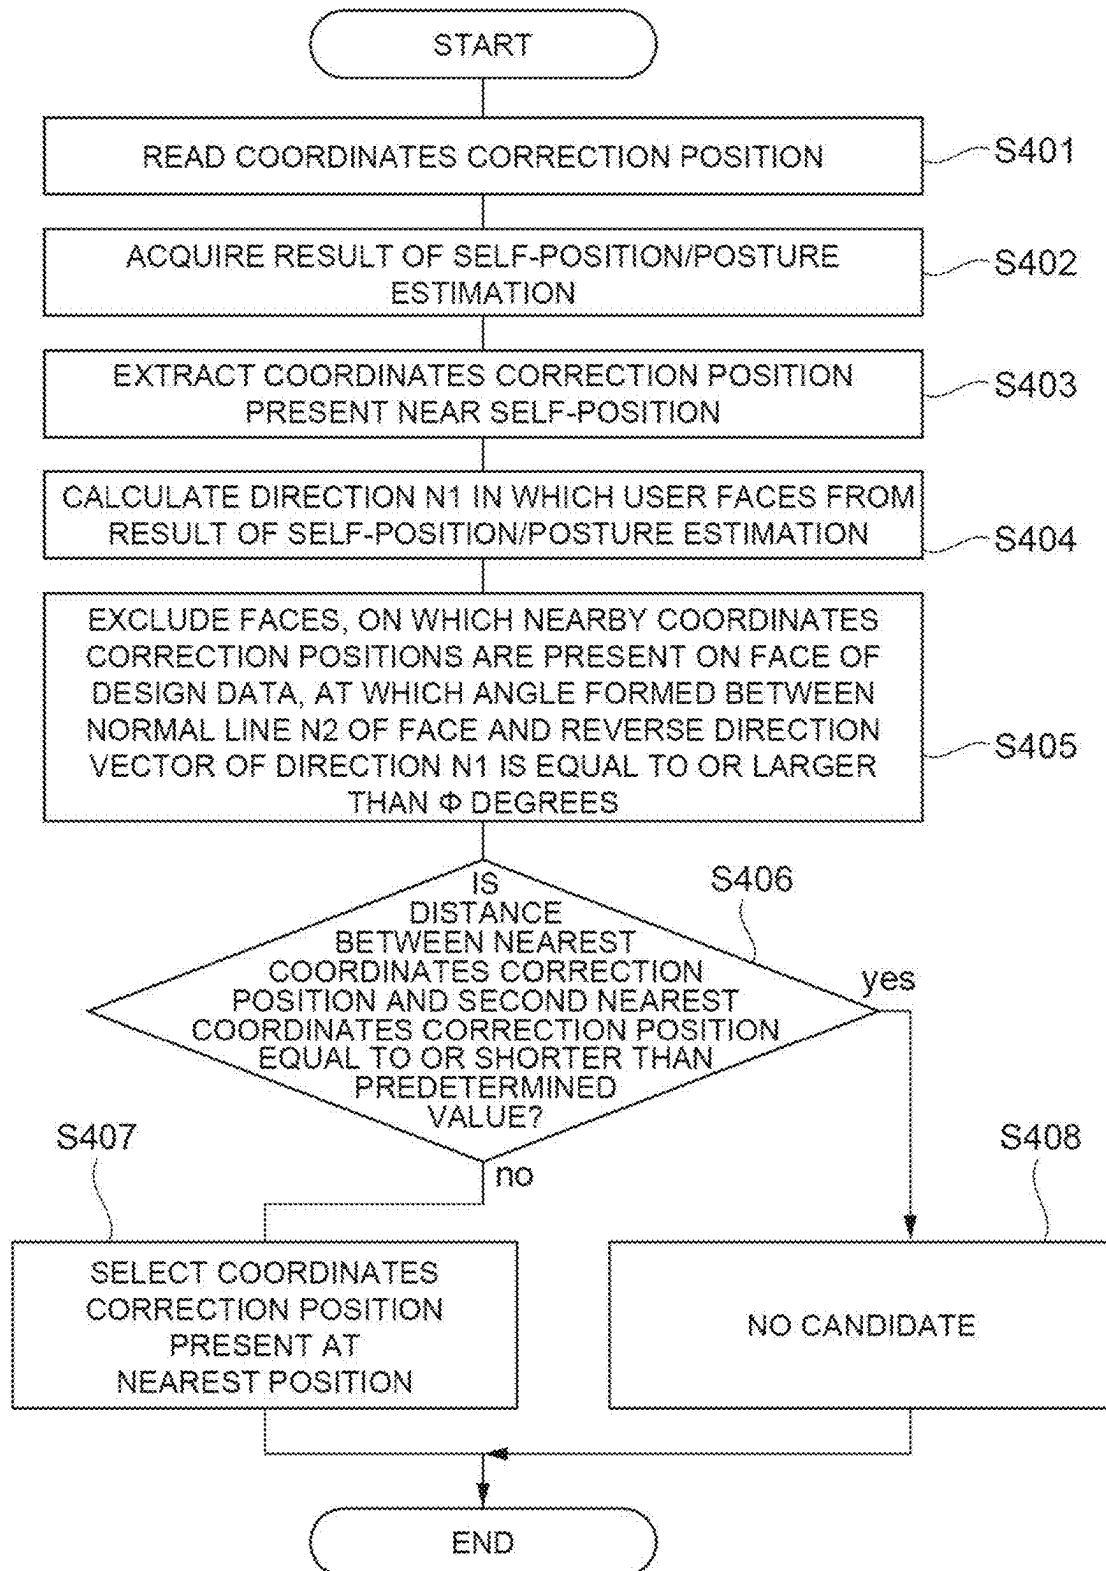 START
READ COORDINATES CORRECTION POSITION
S401
ACQUIRE RESULT OF SELF-POSITION/POSTURE
ESTIMATION
S402
EXTRACT COORDINATES CORRECTION POSITION
PRESENT NEAR SELF-POSITION
S403
CALCULATE DIRECTION N1 IN WHICH USER FACES FROM
RESULT OF SELF-POSITION/POSTURE ESTIMATION
S404
EXCLUDE FACES, ON WHICH NEARBY COORDINATES
CORRECTION POSITIONS ARE PRESENT ON FACE OF
DESIGN DATA, AT WHICH ANGLE FORMED BETWEEN
NORMAL LINE N2 OF FACE AND REVERSE DIRECTION
VECTOR OF DIRECTION N1 IS EQUAL TO OR LARGER
THAN Φ DEGREES
S405
IS
DISTANCE
BETWEEN NEAREST
COORDINATES CORRECTION
POSITION AND SECOND NEAREST
COORDINATES CORRECTION POSITION
EQUAL TO OR SHORTER THAN
PREDETERMINED
VALUE?
S406
yes
no
S407
SELECT COORDINATES
CORRECTION POSITION
PRESENT AT
NEAREST POSITION
S408
NO CANDIDATE
END